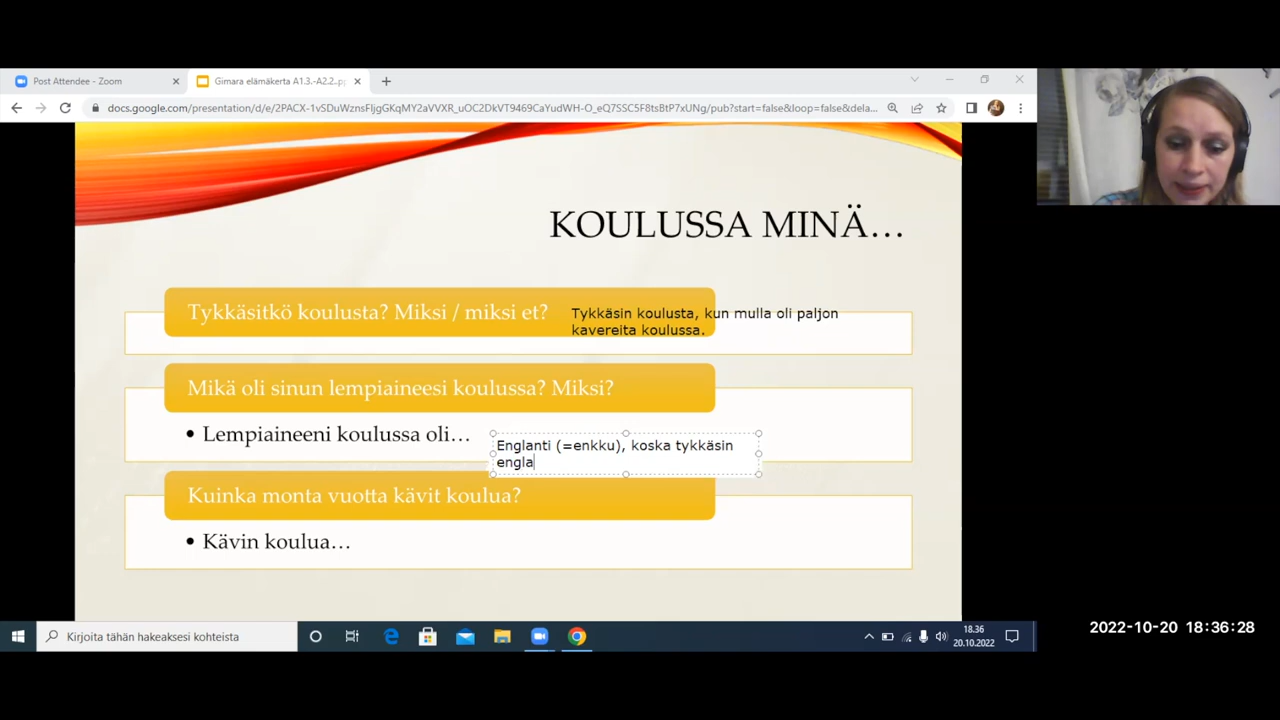 Post Attendee - Zoom
Gimara elämäkerta A1.3.-A2.2..pp
docs.google.com/presentation/d/e/2PACX-1vSDuWznsFIjgGKqMY2aVVXR_uOC2DkVT9469CaYudWH-O_eQ7SSC5F8tsBtP7xUNg/pub?start=false&loop=false&dela...
KOULUSSA MINÄ...
Tykkäsitkö koulusta? Miksi / miksi et?
Tykkäsin koulusta, kun mulla oli paljon
kavereita koulussa.
Mikä oli sinun lempiaineesi koulussa? Miksi?
• Lempiaineeni koulussa oli...
Englanti (=enkku), koska tykkäsin
engla
Kuinka monta vuotta kävit koulua?
• Kävin koulua...
Kirjoita tähän hakeaksesi kohteista
18.36
20.10.2022
2022-10-20 18:36:28